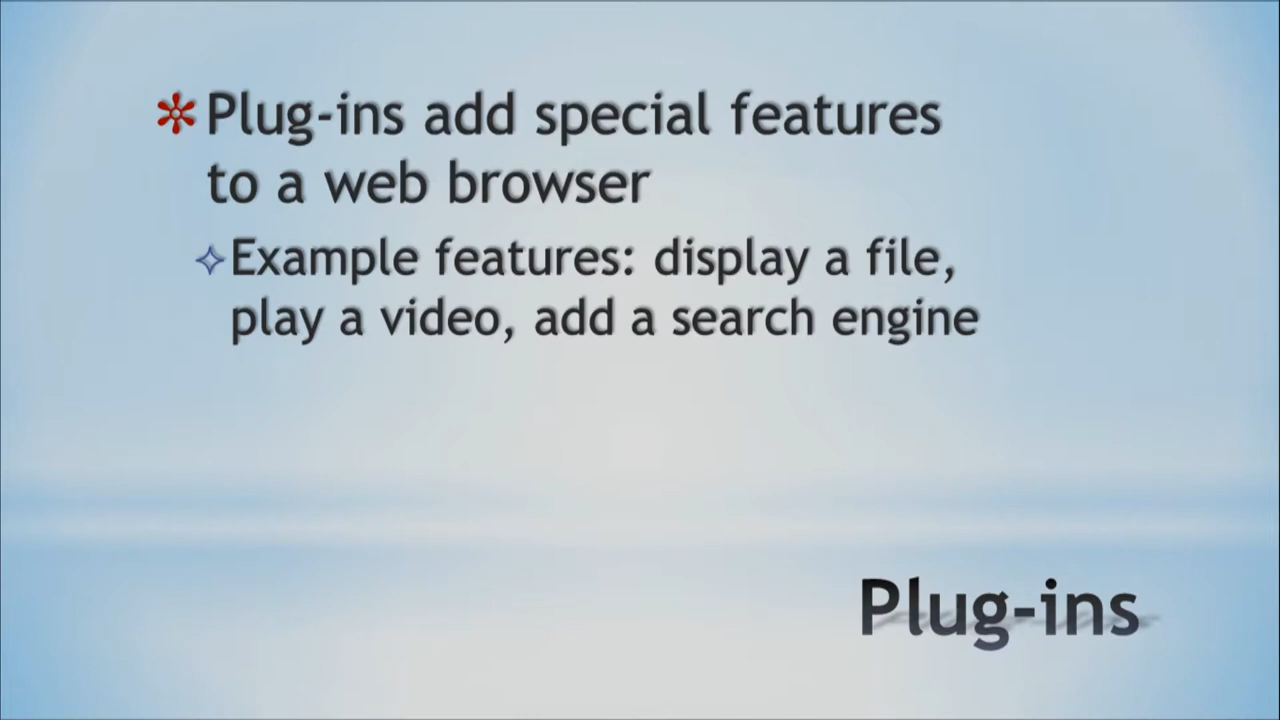 Plug-ins add special features
to a web browser
Example features: display a file,
play a video, add a search engine
Plug-ins